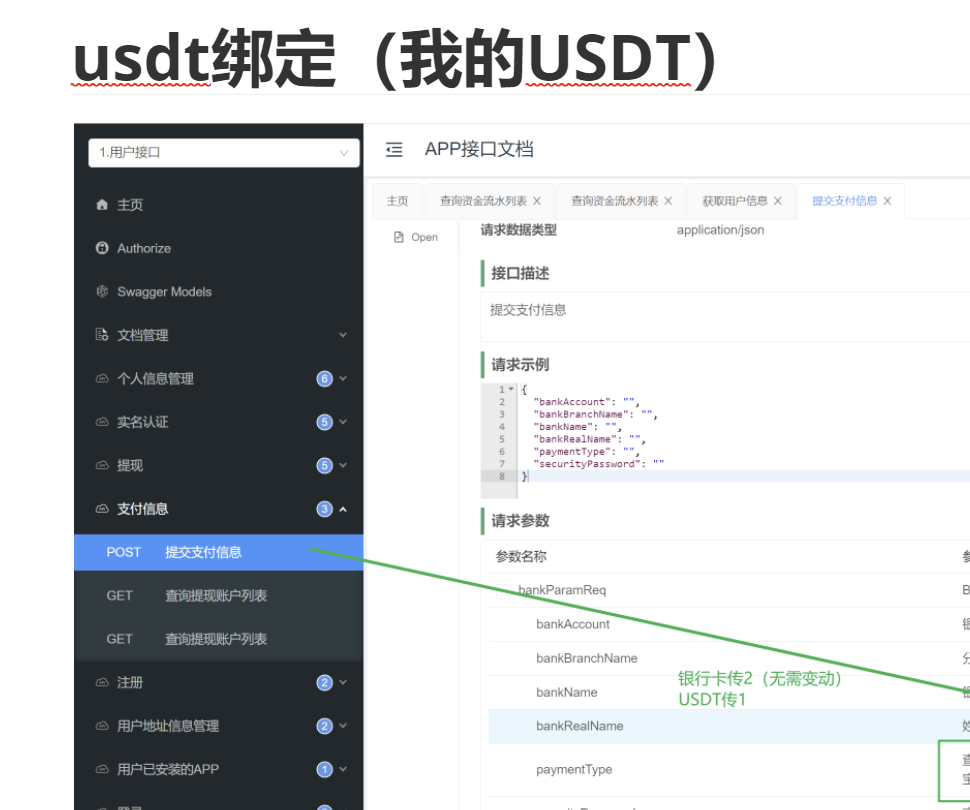 usdt绑定（我的USDT）
1.用户接口
APP接口文档
主页
查询资金流水列表
查询资金流水列表
获取用户信息
提交支付信息
主页
Authorize
Swagger Models
文档管理
个人信息管理 6
实名认证 5
提现 5
支付信息 3
POST 提交支付信息
GET 查询提现账户列表
GET 查询提现账户列表
注册 2
用户地址信息管理 2
用户已安装的APP 1
Open
请求数据类型 application/json
接口描述
提交支付信息
请求示例
1 {
2 "bankAccount": "",
3 "bankBranchName": "",
4 "bankName": "",
5 "bankRealName": "",
6 "paymentType": "",
7 "securityPassword": ""
8 }
请求参数
参数名称
bankParamReq
bankAccount
bankBranchName
bankName
bankRealName
paymentType
银行卡传2（无需变动）
USDT传1